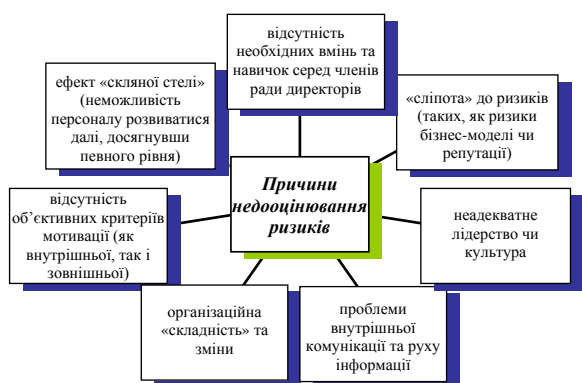 відсутність
необхідних вмінь та
навичок серед членів
ради директорів
ефект «скляної стелі»
(неможливість
персоналу розвиватися
далі, досягнувши
певного рівня)
«сліпота» до ризиків
(таких, як ризики
бізнес-моделі чи
репутації)
Причини
недооцінювання
ризиків
відсутність
об’єктивних критеріїв
мотивації (як
внутрішньої, так і
зовнішньої)
неадекватне
лідерство чи
культура
організаційна
«складність» та
зміни
проблеми
внутрішньої
комунікації та руху
інформації